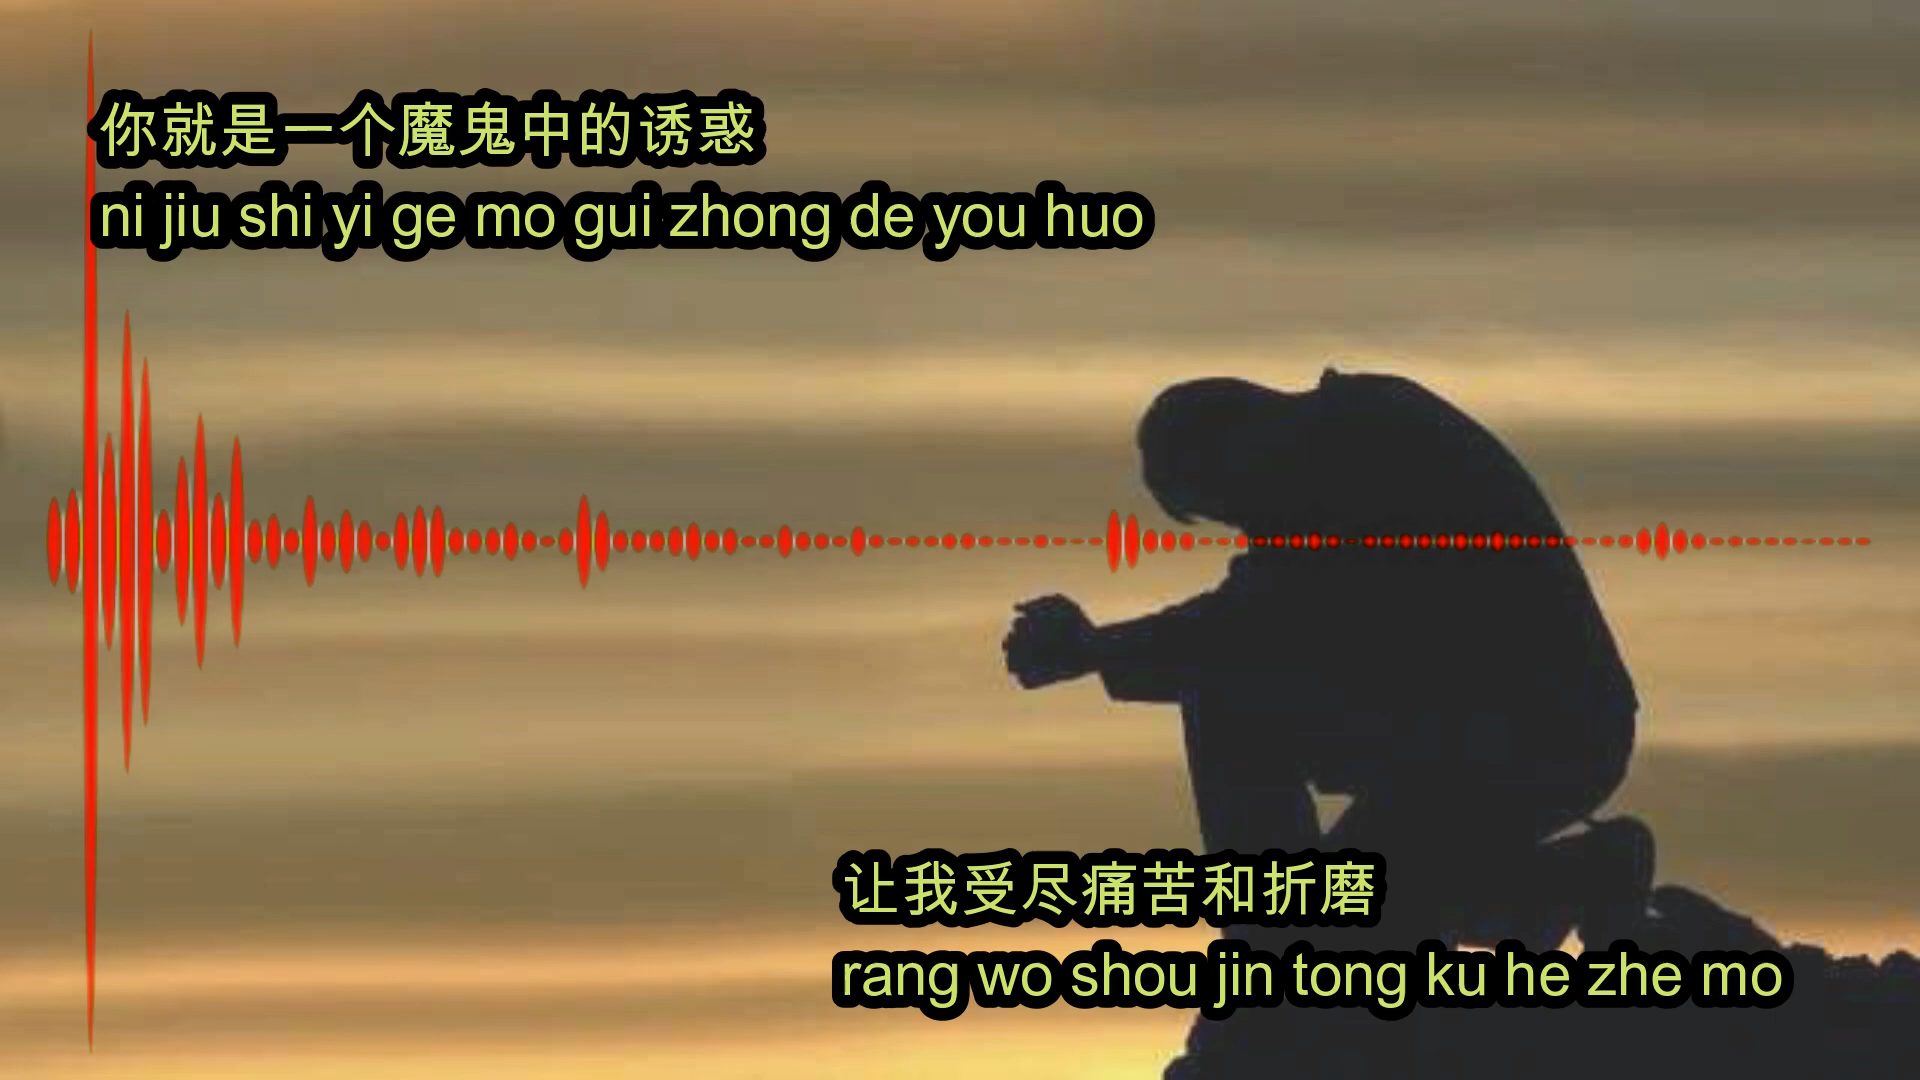 你就是一个魔鬼中的诱惑
ni jiu shi yi ge mo gui zhong de you huo
让我受尽痛苦和折磨
rang wo shou jin tong ku he zhe mo